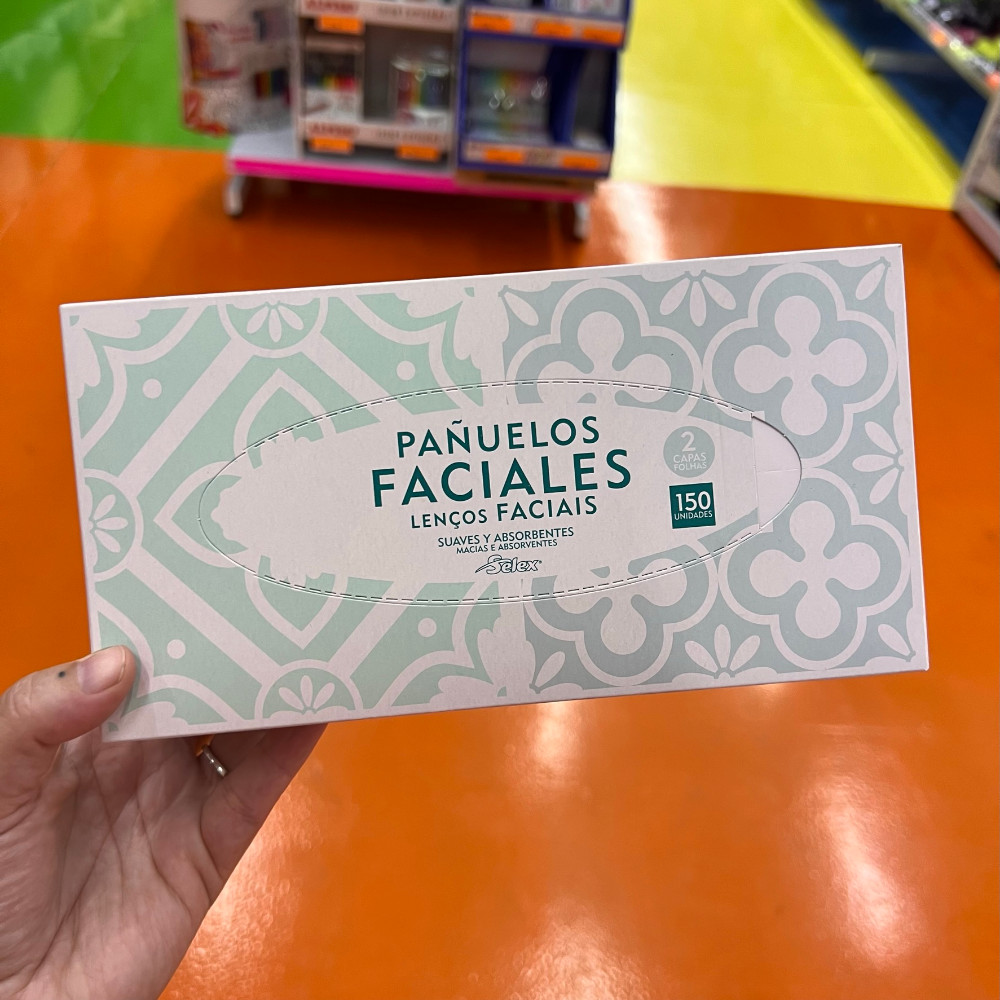 PAÑUELOS
FACIALES
LENÇOS FACIAIS
SUAVES Y ABSORBENTES
MACIAS E ABSORVENTES
Selex
2
CAPAS
FOLHAS
150
UNIDADES